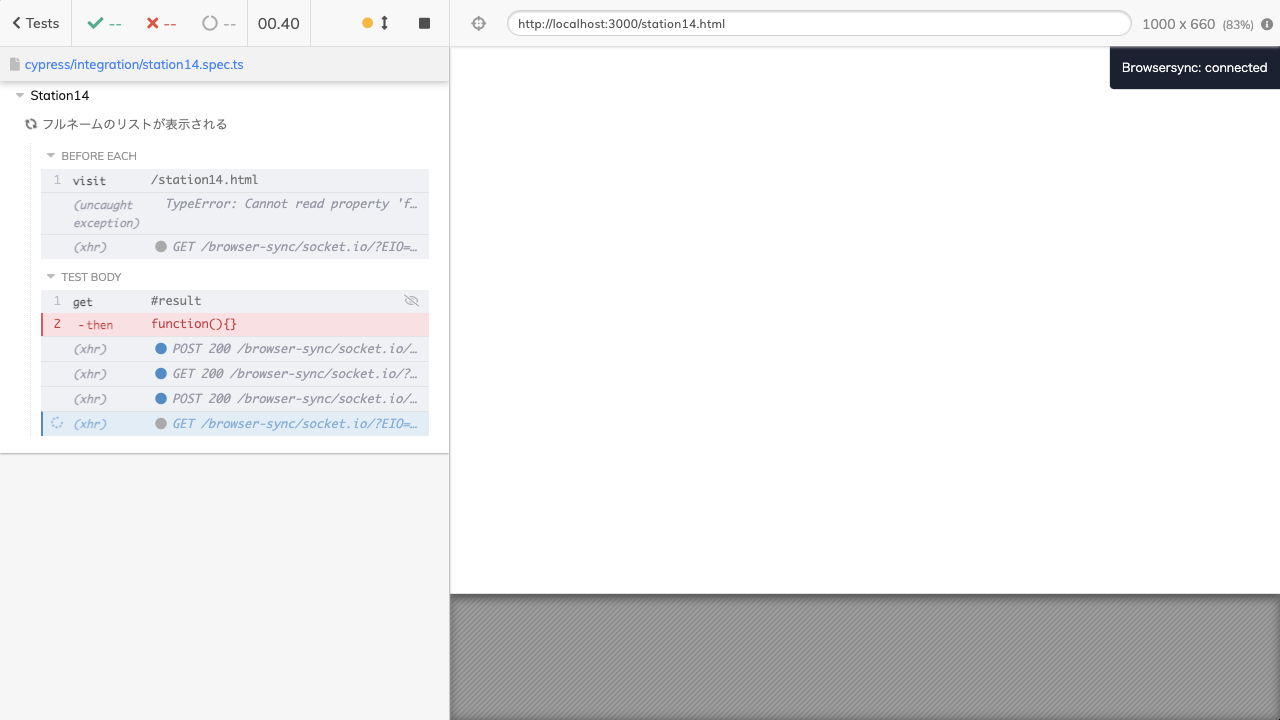 Tests -- -- -- 00.40 http://localhost:3000/station14.html 1000 x 660 (83%)
cypress/integration/station14.spec.ts
Browsersync: connected
Station14
フルネームのリストが表示される
BEFORE EACH
1 visit /station14.html
(uncaught exception) TypeError: Cannot read property 'f…
(xhr) GET /browser-sync/socket.io/?EIO=…
TEST BODY
1 get #result
2 -then function(){}
(xhr) POST 200 /browser-sync/socket.io/…
(xhr) GET 200 /browser-sync/socket.io/?…
(xhr) POST 200 /browser-sync/socket.io/…
(xhr) GET /browser-sync/socket.io/?EIO=…